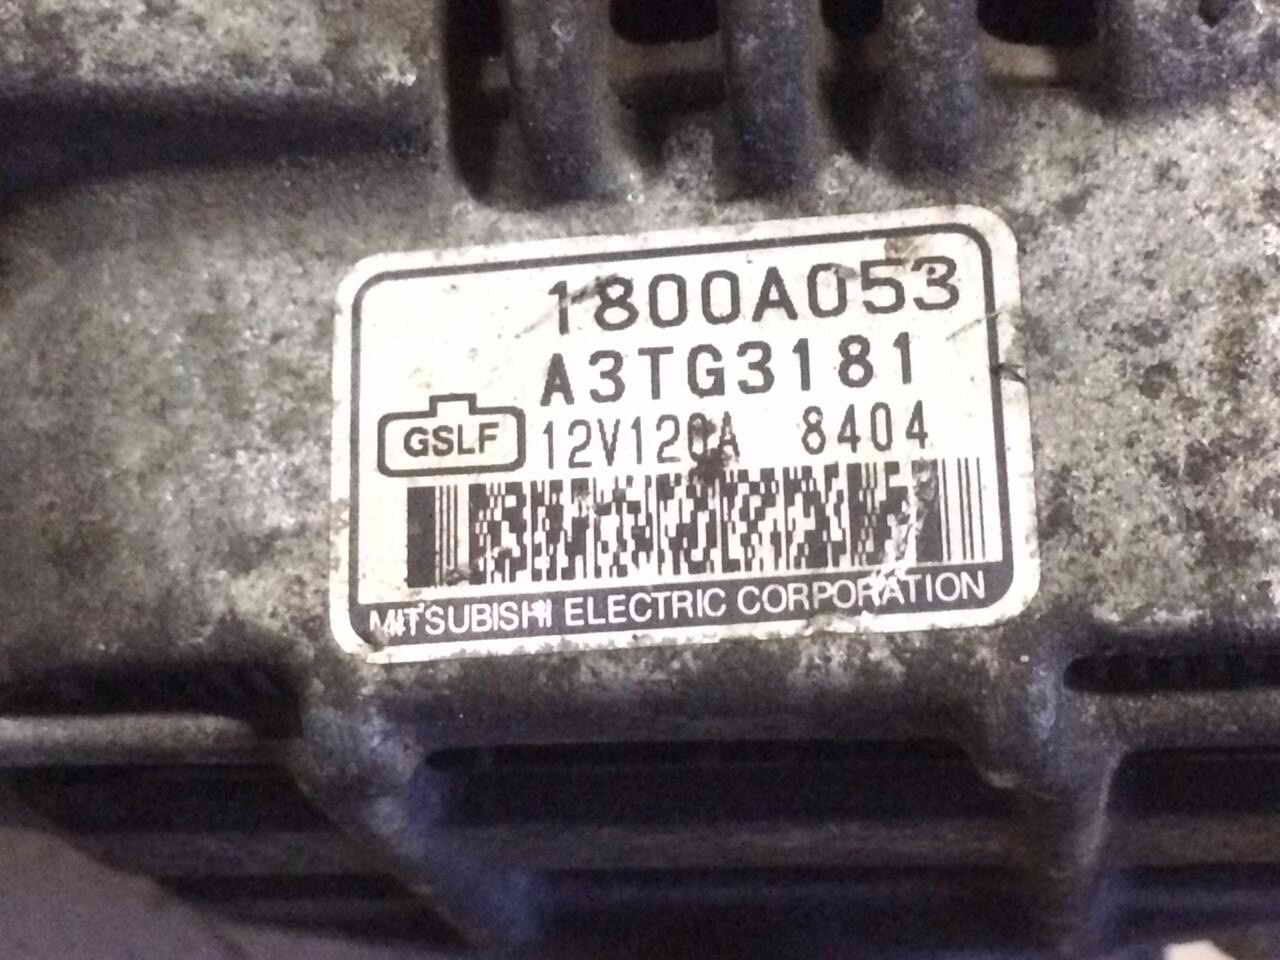 1800A053
A3TG3181
GSLF 12V120A 8404
MITSUBISHI ELECTRIC CORPORATION